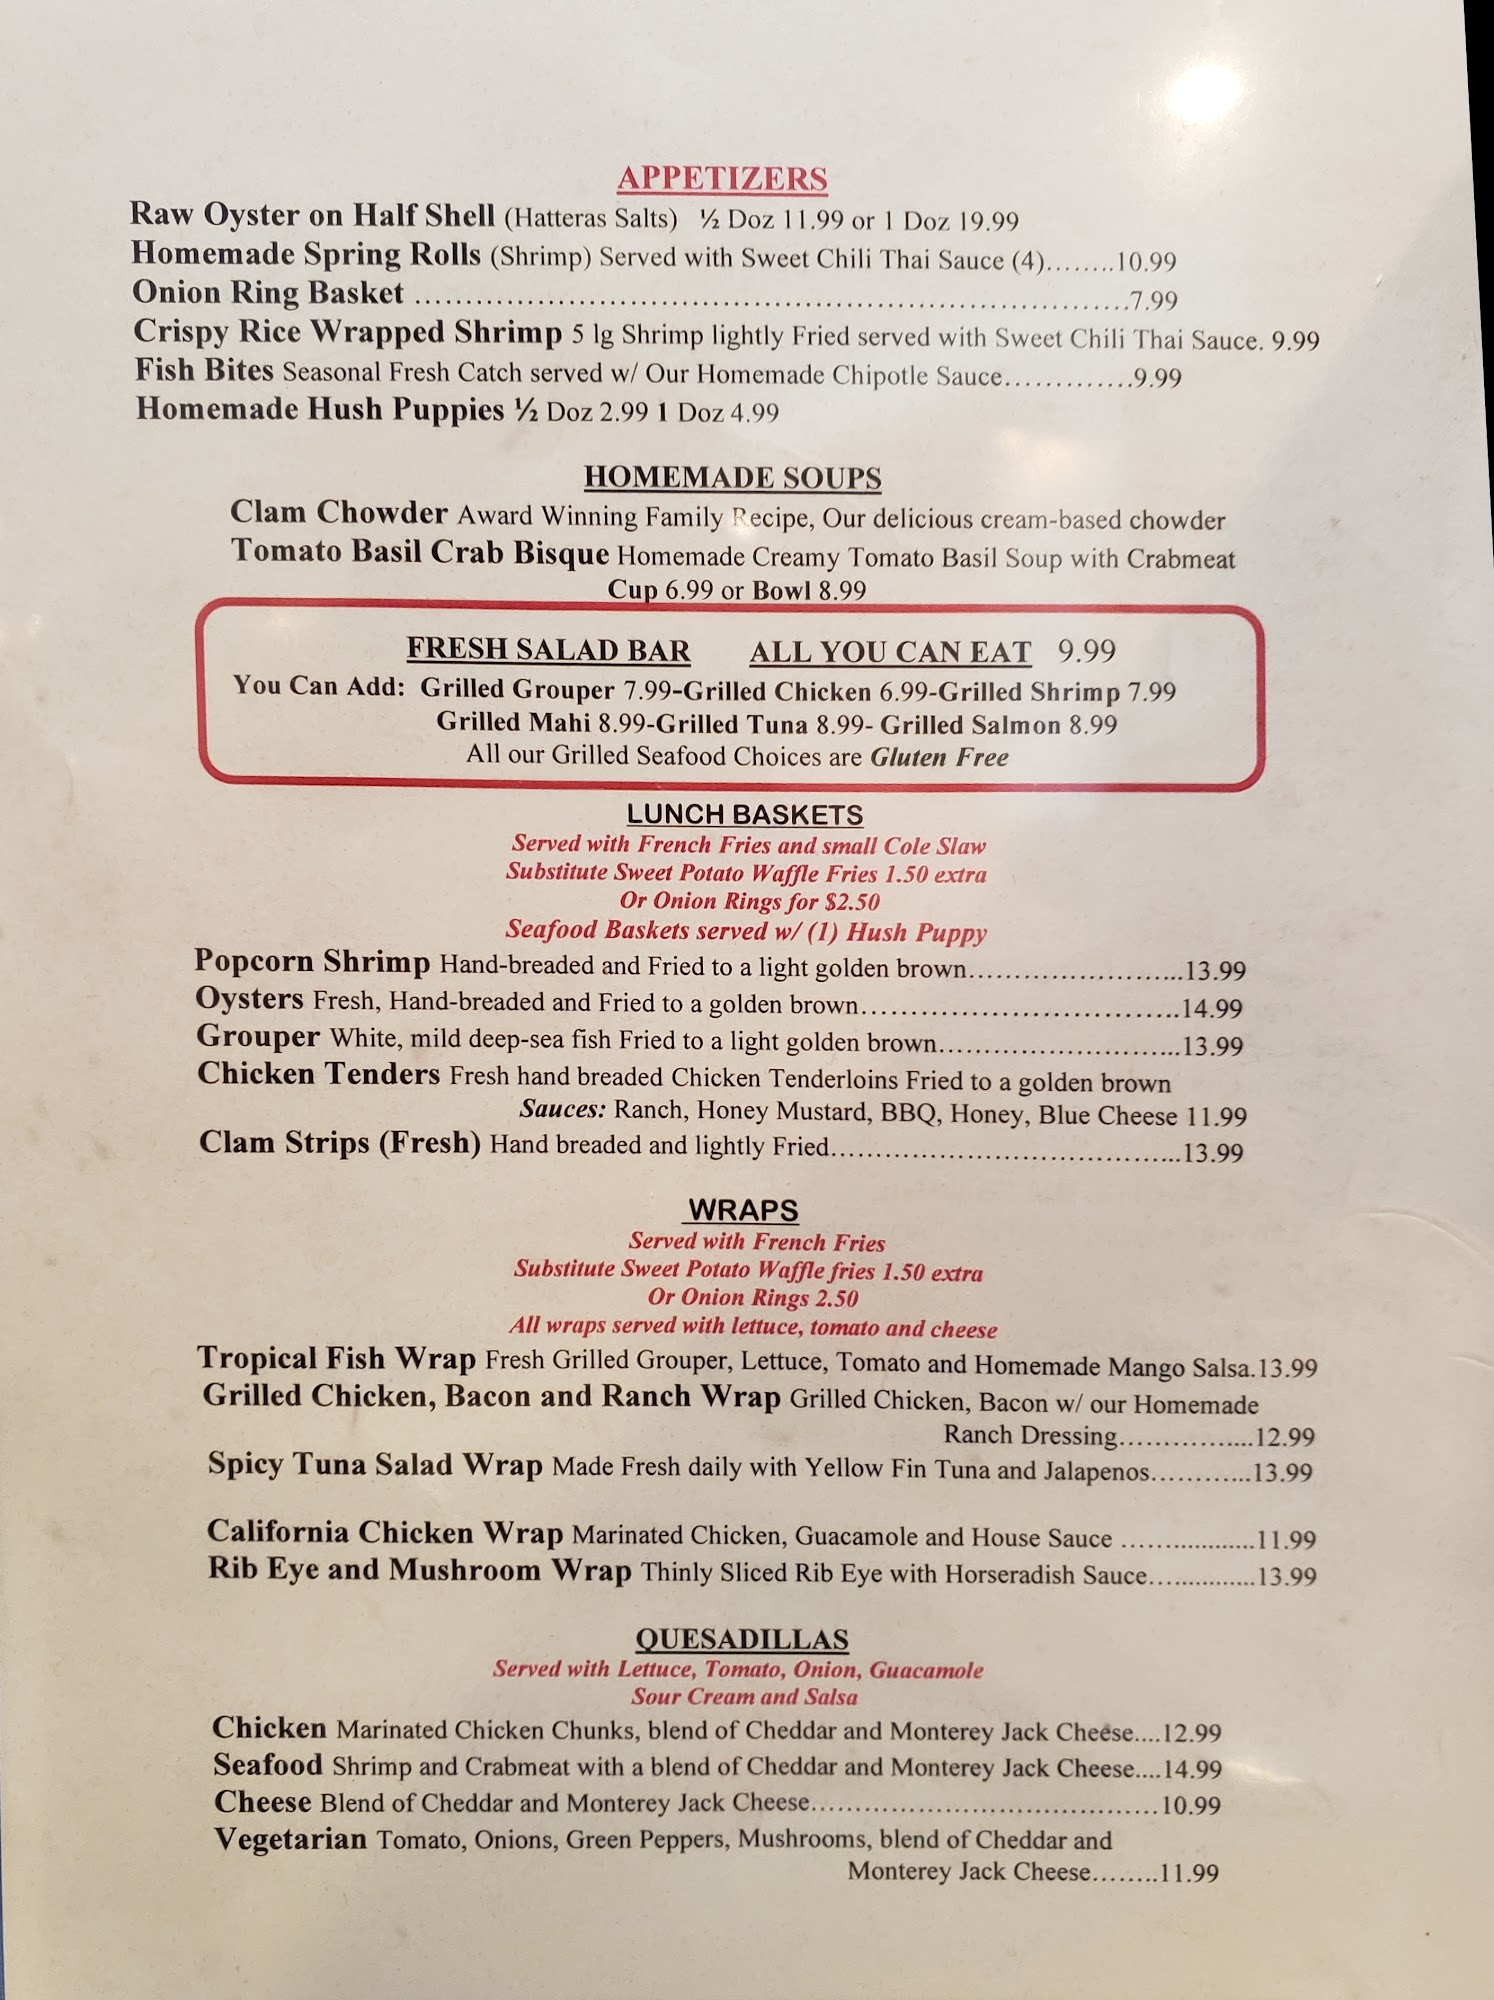 APPETIZERS
Raw Oyster on Half Shell (Hatteras Salts) ½ Doz 11.99 or 1 Doz 19.99
Homemade Spring Rolls (Shrimp) Served with Sweet Chili Thai Sauce (4)........10.99
Onion Ring Basket ........................................................................7.99
Crispy Rice Wrapped Shrimp 5 lg Shrimp lightly Fried served with Sweet Chili Thai Sauce. 9.99
Fish Bites Seasonal Fresh Catch served w/ Our Homemade Chipotle Sauce.............9.99
Homemade Hush Puppies ½ Doz 2.99 1 Doz 4.99
HOMEMADE SOUPS
Clam Chowder Award Winning Family Recipe, Our delicious cream-based chowder
Tomato Basil Crab Bisque Homemade Creamy Tomato Basil Soup with Crabmeat
Cup 6.99 or Bowl 8.99
FRESH SALAD BAR ALL YOU CAN EAT 9.99
You Can Add: Grilled Grouper 7.99-Grilled Chicken 6.99-Grilled Shrimp 7.99
Grilled Mahi 8.99-Grilled Tuna 8.99- Grilled Salmon 8.99
All our Grilled Seafood Choices are Gluten Free
LUNCH BASKETS
Served with French Fries and small Cole Slaw
Substitute Sweet Potato Waffle Fries 1.50 extra
Or Onion Rings for $2.50
Seafood Baskets served w/ (1) Hush Puppy
Popcorn Shrimp Hand-breaded and Fried to a light golden brown........................13.99
Oysters Fresh, Hand-breaded and Fried to a golden brown...................................14.99
Grouper White, mild deep-sea fish Fried to a light golden brown...........................13.99
Chicken Tenders Fresh hand breaded Chicken Tenderloins Fried to a golden brown
Sauces: Ranch, Honey Mustard, BBQ, Honey, Blue Cheese 11.99
Clam Strips (Fresh) Hand breaded and lightly Fried.......................................13.99
WRAPS
Served with French Fries
Substitute Sweet Potato Waffle fries 1.50 extra
Or Onion Rings 2.50
All wraps served with lettuce, tomato and cheese
Tropical Fish Wrap Fresh Grilled Grouper, Lettuce, Tomato and Homemade Mango Salsa.13.99
Grilled Chicken, Bacon and Ranch Wrap Grilled Chicken, Bacon w/ our Homemade
Ranch Dressing................12.99
Spicy Tuna Salad Wrap Made Fresh daily with Yellow Fin Tuna and Jalapenos............13.99
California Chicken Wrap Marinated Chicken, Guacamole and House Sauce ..................11.99
Rib Eye and Mushroom Wrap Thinly Sliced Rib Eye with Horseradish Sauce...............13.99
QUESADILLAS
Served with Lettuce, Tomato, Onion, Guacamole
Sour Cream and Salsa
Chicken Marinated Chicken Chunks, blend of Cheddar and Monterey Jack Cheese....12.99
Seafood Shrimp and Crabmeat with a blend of Cheddar and Monterey Jack Cheese....14.99
Cheese Blend of Cheddar and Monterey Jack Cheese......................................10.99
Vegetarian Tomato, Onions, Green Peppers, Mushrooms, blend of Cheddar and
Monterey Jack Cheese........11.99